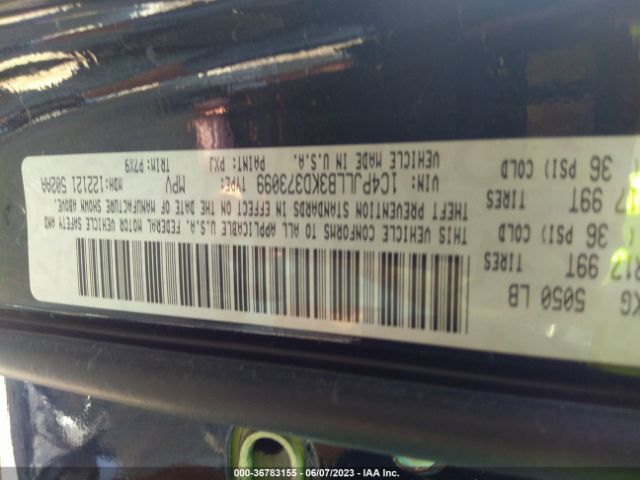 KG 5050 LB
99T TIRES
36 PSI) COLD
99T TIRES
36 PSI) COLD
THIS VEHICLE CONFORMS TO ALL APPLICABLE U.S.A. FEDERAL MOTOR VEHICLE SAFETY AND
THEFT PREVENTION STANDARDS IN EFFECT ON THE DATE OF MANUFACTURE SHOWN ABOVE.
VIN: 1C4PJLLB3KD373099 TYPE: MPV MDH: 122121 502AA
VEHICLE MADE IN U.S.A. PAINT: PXJ TRIM: P7X9
000-36783155 - 06/07/2023 - IAA Inc.